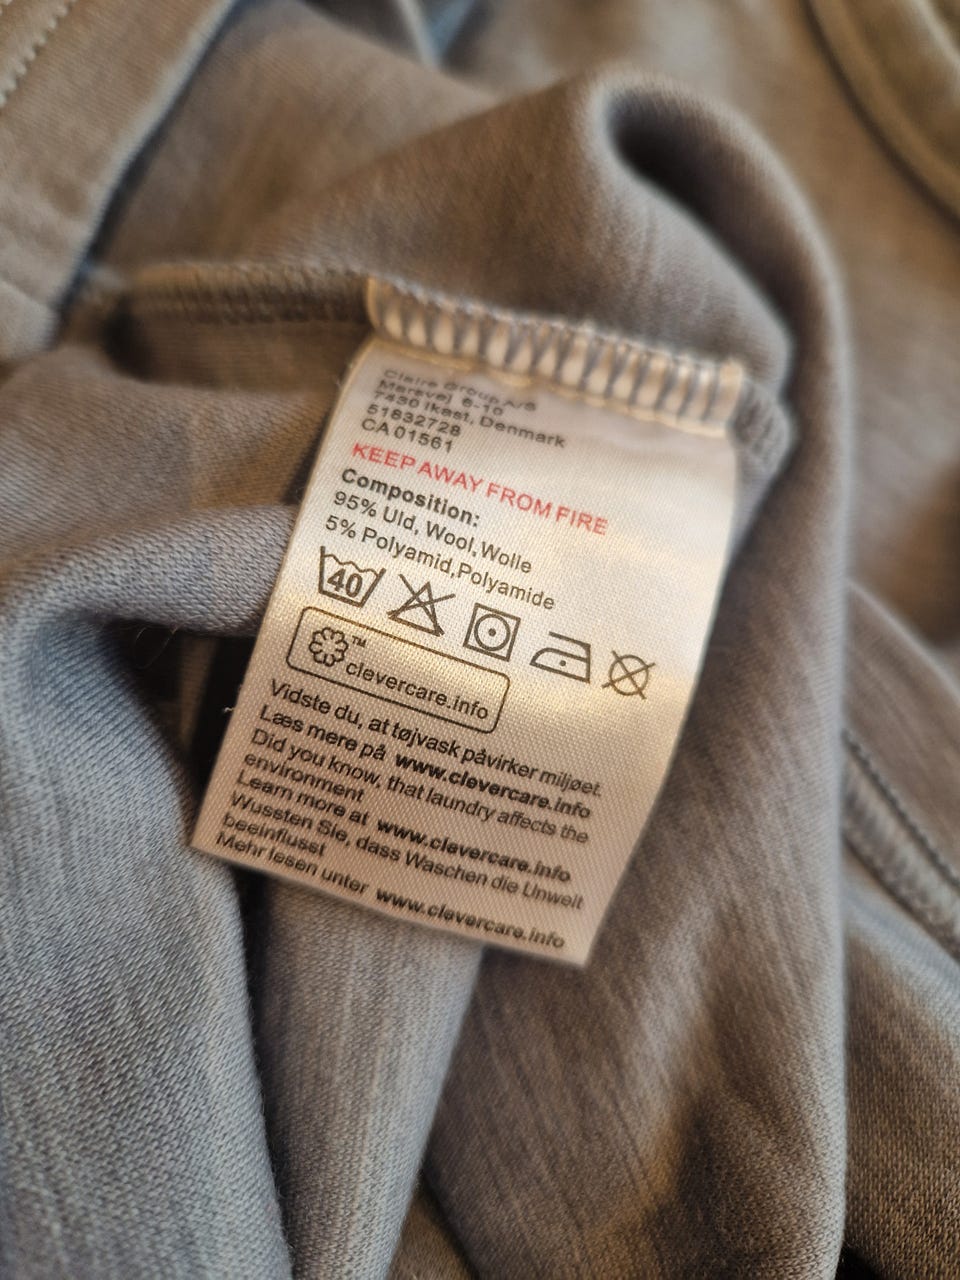 Claire Group A/S
Mørsvej 8-10
7430 Ikast, Denmark
51632728
CA 01561
KEEP AWAY FROM FIRE
Composition:
95% Uld, Wool, Wolle
5% Polyamid, Polyamide
40
TM
clevercare.info
Vidste du, at tøjvask påvirker miljøet.
Læs mere på www.clevercare.info
Did you know, that laundry affects the
environment
Learn more at www.clevercare.info
Wussten Sie, dass Waschen die Umwelt
beeinflusst
Mehr lesen unter www.clevercare.info